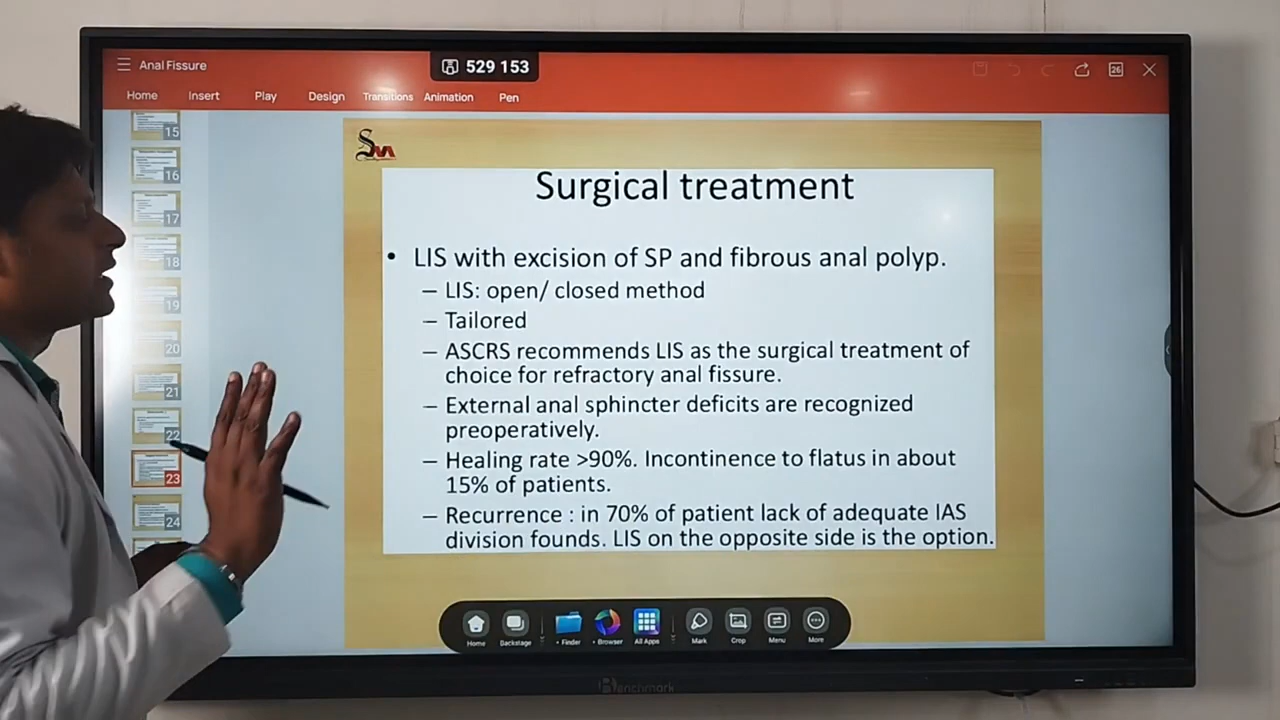 Anal Fissure
529 153
26
Home Insert Play Design Transitions Animation Pen
15
16
17
18
19
20
21
22
23
24
SM
Surgical treatment
• LIS with excision of SP and fibrous anal polyp.
– LIS: open/ closed method
– Tailored
– ASCRS recommends LIS as the surgical treatment of
choice for refractory anal fissure.
– External anal sphincter deficits are recognized
preoperatively.
– Healing rate >90%. Incontinence to flatus in about
15% of patients.
– Recurrence : in 70% of patient lack of adequate IAS
division founds. LIS on the opposite side is the option.
Home Backstage • Finder • Browser All Apps Mark Crop Menu More
Benchmark